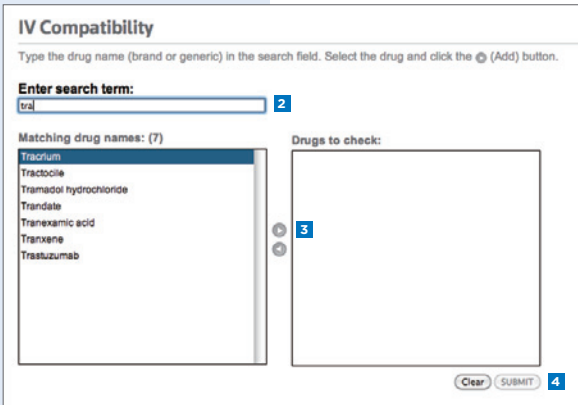 IV Compatibility
Type the drug name (brand or generic) in the search field. Select the drug and click the (Add) button.
Enter search term:
tra
2
Matching drug names: (7)
Drugs to check:
Tracrium
Tractocile
Tramadol hydrochloride
Trandate
Tranexamic acid
Tranxene
Trastuzumab
3
Clear
SUBMIT
4